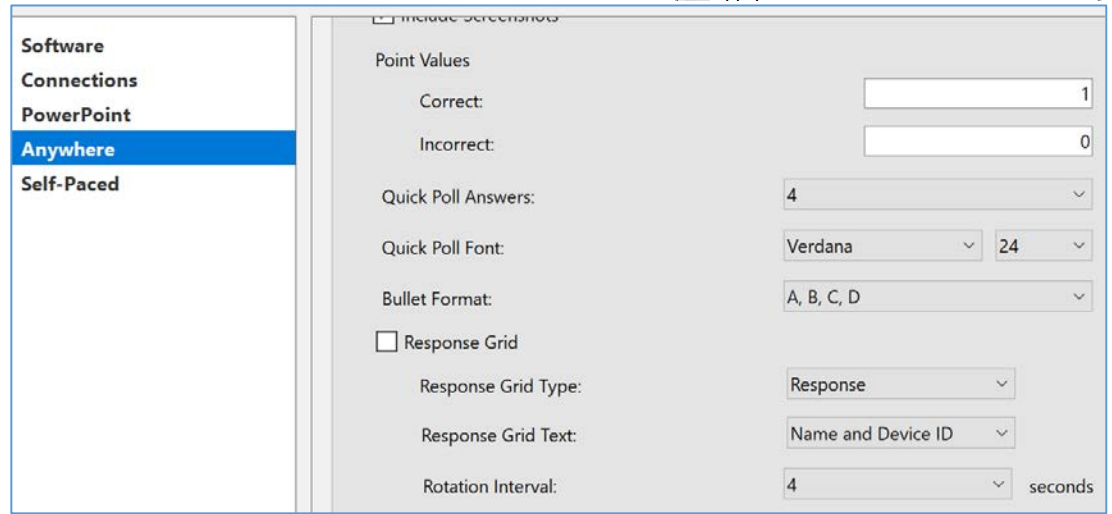 Include Screenshots
Software
Connections
PowerPoint
Anywhere
Self-Paced
Point Values
Correct: 1
Incorrect: 0
Quick Poll Answers: 4
Quick Poll Font: Verdana 24
Bullet Format: A, B, C, D
Response Grid
Response Grid Type: Response
Response Grid Text: Name and Device ID
Rotation Interval: 4 seconds